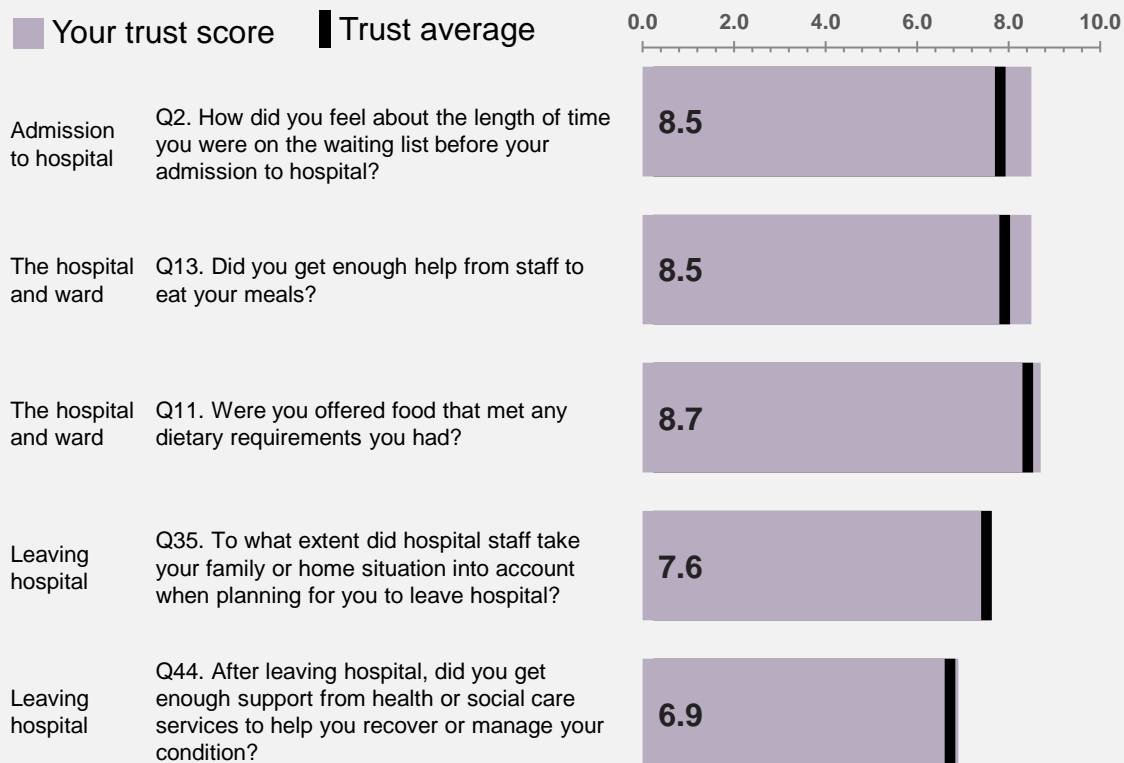 Your trust score Trust average
0.0 2.0 4.0 6.0 8.0 10.0
Admission
to hospital
Q2. How did you feel about the length of time
you were on the waiting list before your
admission to hospital?
8.5
The hospital
and ward
Q13. Did you get enough help from staff to
eat your meals?
8.5
The hospital
and ward
Q11. Were you offered food that met any
dietary requirements you had?
8.7
Leaving
hospital
Q35. To what extent did hospital staff take
your family or home situation into account
when planning for you to leave hospital?
7.6
Leaving
hospital
Q44. After leaving hospital, did you get
enough support from health or social care
services to help you recover or manage your
condition?
6.9